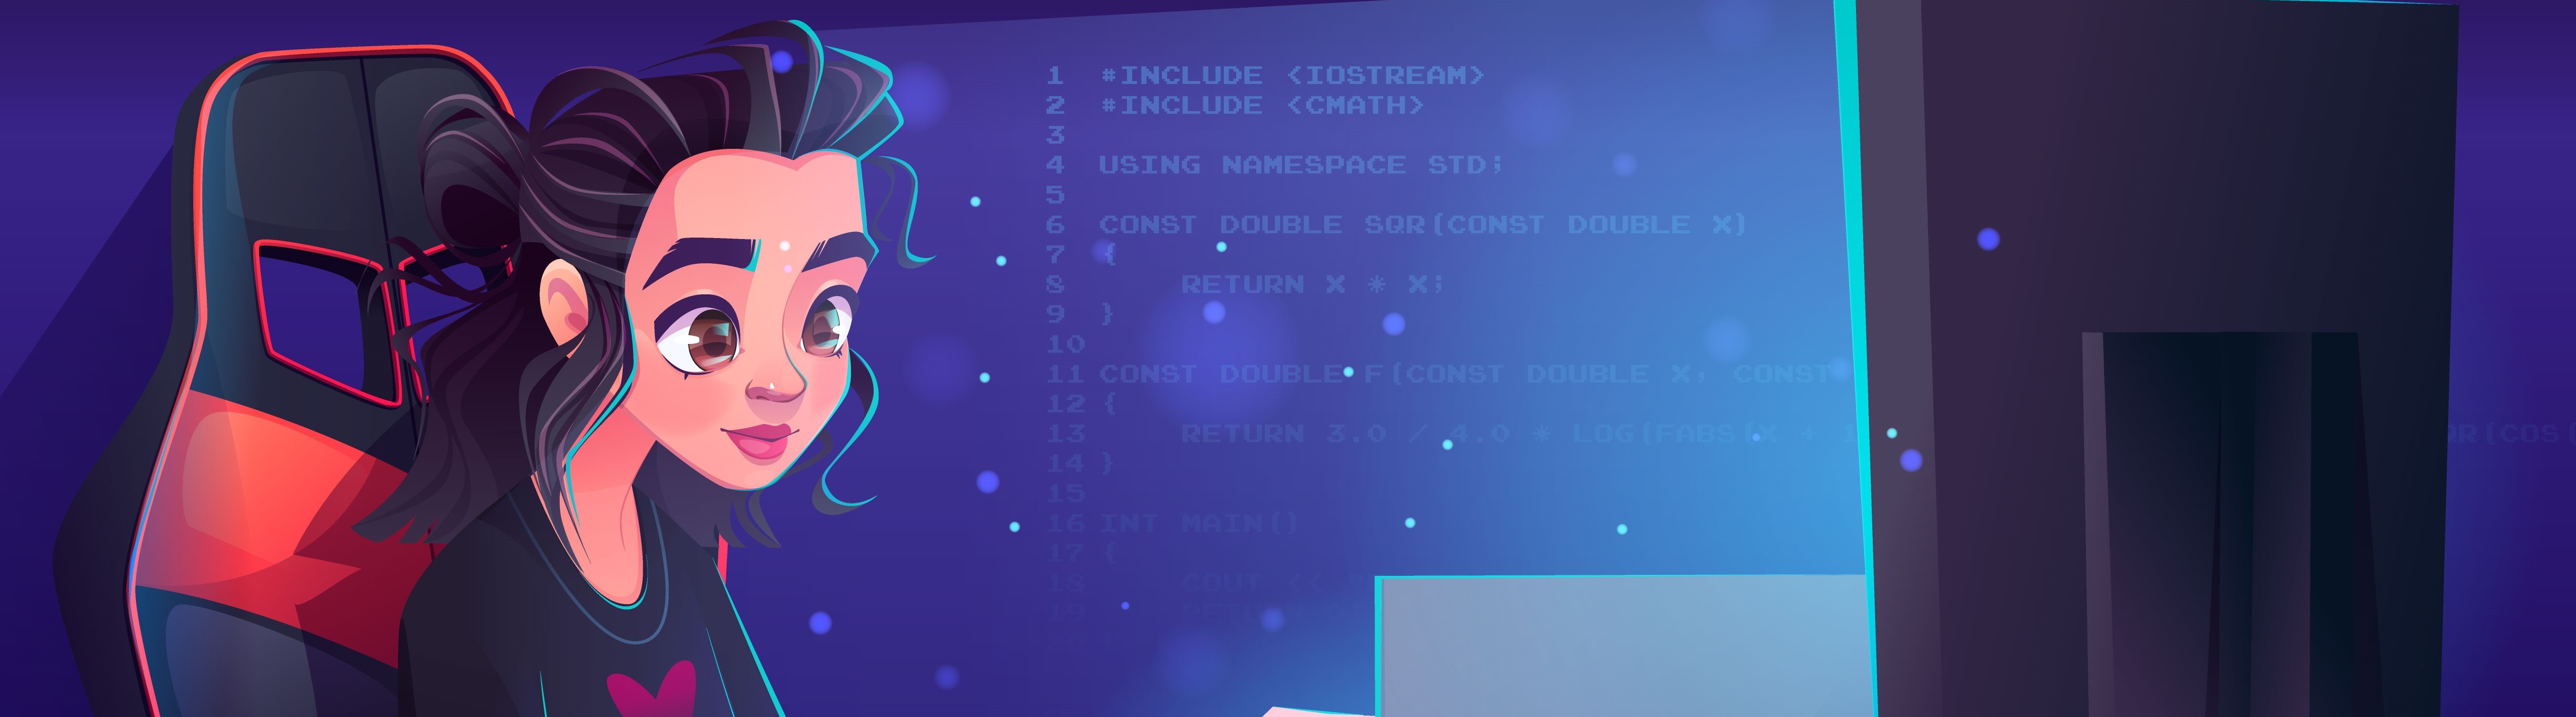 1 #INCLUDE <IOSTREAM>
2 #INCLUDE <CMATH>
3
4 USING NAMESPACE STD;
5
6 CONST DOUBLE SQR(CONST DOUBLE X)
7 {
8 RETURN X * X;
9 }
10
11 CONST DOUBLE F(CONST DOUBLE X, CONST
12 {
13 RETURN 3.0 / 4.0 * LOG(FABS(X + 1
14 }
15
16 INT MAIN()
17 {
18 COUT <<
19